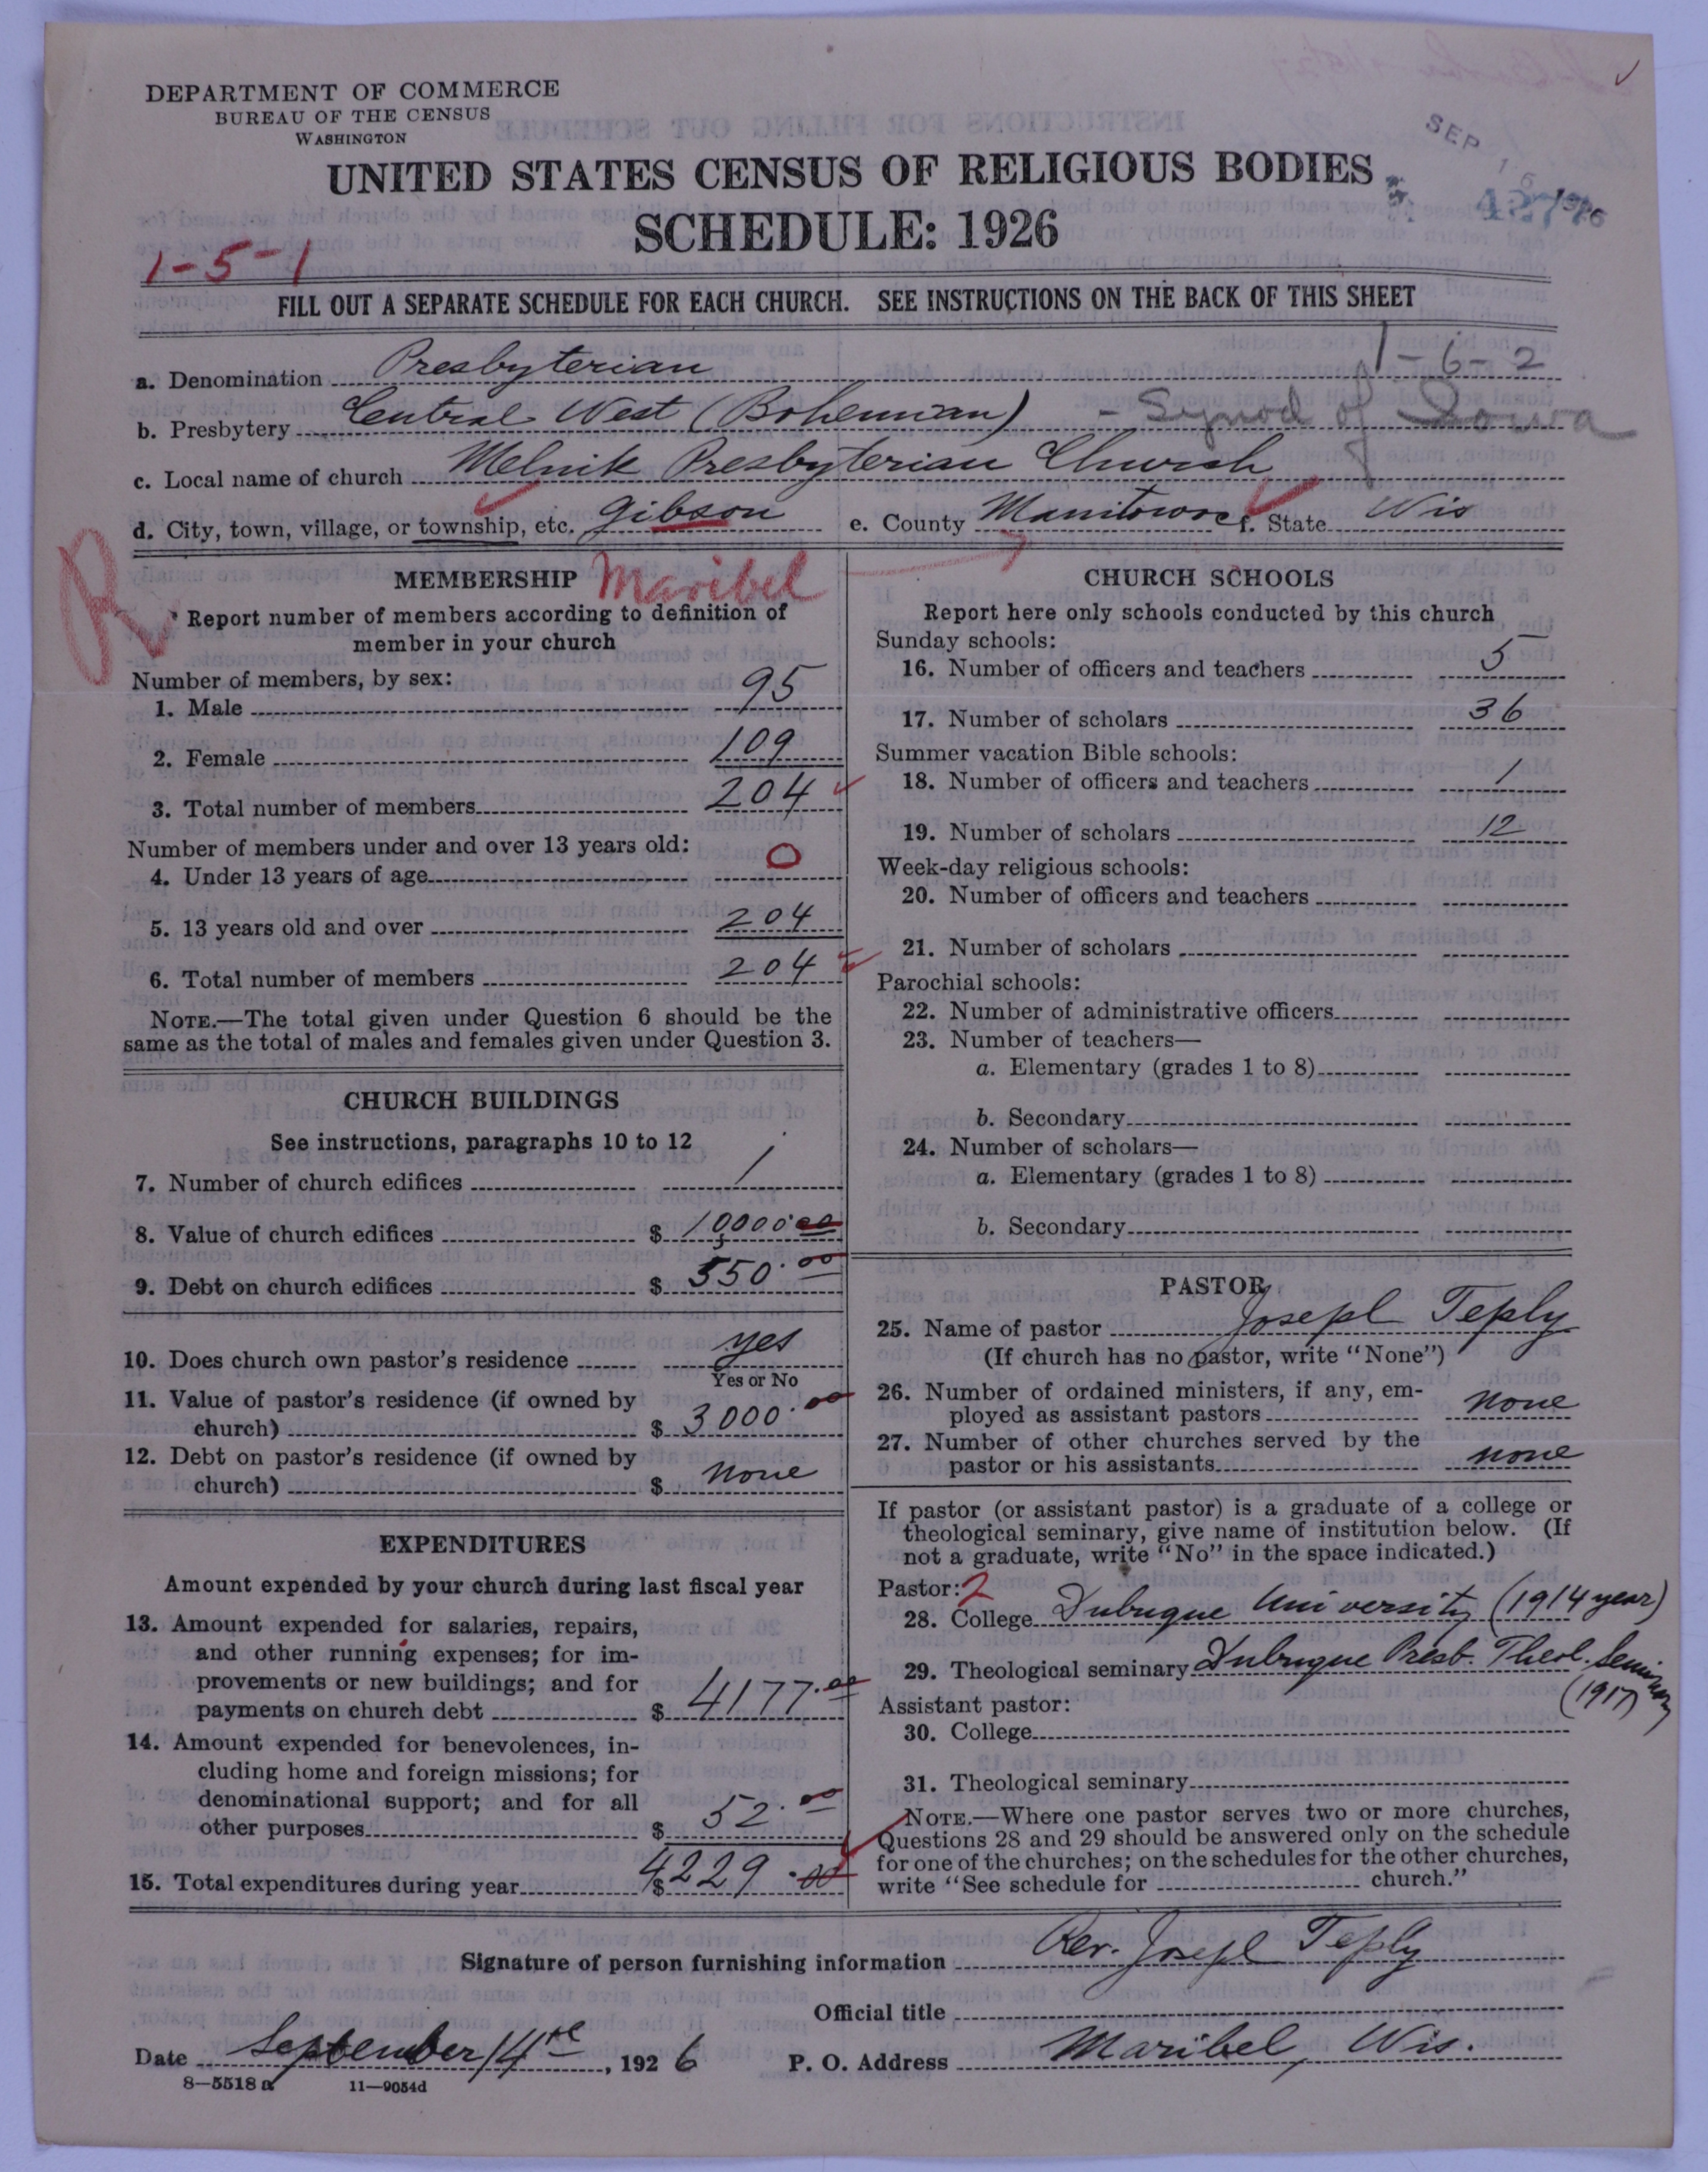 DEPARTMENT OF COMMERCE
BUREAU OF THE CENSUS
WASHINGTON
UNITED STATES CENSUS OF RELIGIOUS BODIES
SCHEDULE: 1926
SEP 16 1926
1-5-1
FILL OUT A SEPARATE SCHEDULE FOR EACH CHURCH. SEE INSTRUCTIONS ON THE BACK OF THIS SHEET
1-6-2
a. Denomination Presbyterian
b. Presbytery Central West (Bohemian) - Synod of Iowa
c. Local name of church Melnik Presbyterian Church
d. City, town, village, or township, etc. Gibson e. County Manitowoc f. State Wis
R
MEMBERSHIP Maribel
Report number of members according to definition of
member in your church
Number of members, by sex:
1. Male 95
2. Female 109
3. Total number of members 204
Number of members under and over 13 years old:
4. Under 13 years of age 0
5. 13 years old and over 204
6. Total number of members 204
NOTE.—The total given under Question 6 should be the
same as the total of males and females given under Question 3.
CHURCH BUILDINGS
See instructions, paragraphs 10 to 12
7. Number of church edifices 1
8. Value of church edifices $ 10000 00
9. Debt on church edifices $ 550.00
10. Does church own pastor's residence yes
Yes or No
11. Value of pastor's residence (if owned by
church) $ 3000.00
12. Debt on pastor's residence (if owned by
church) $ none
EXPENDITURES
Amount expended by your church during last fiscal year
13. Amount expended for salaries, repairs,
and other running expenses; for im-
provements or new buildings; and for
payments on church debt $ 4177.00
14. Amount expended for benevolences, in-
cluding home and foreign missions; for
denominational support; and for all
other purposes $ 52.00
15. Total expenditures during year $ 4229.00
CHURCH SCHOOLS
Report here only schools conducted by this church
Sunday schools:
16. Number of officers and teachers 5
17. Number of scholars 36
Summer vacation Bible schools:
18. Number of officers and teachers 1
19. Number of scholars 12
Week-day religious schools:
20. Number of officers and teachers
21. Number of scholars
Parochial schools:
22. Number of administrative officers
23. Number of teachers—
a. Elementary (grades 1 to 8)
b. Secondary
24. Number of scholars—
a. Elementary (grades 1 to 8)
b. Secondary
PASTOR
25. Name of pastor Joseph Teply
(If church has no pastor, write "None")
26. Number of ordained ministers, if any, em-
ployed as assistant pastors none
27. Number of other churches served by the
pastor or his assistants none
If pastor (or assistant pastor) is a graduate of a college or
theological seminary, give name of institution below. (If
not a graduate, write "No" in the space indicated.)
Pastor: 2
28. College Dubuque University (1914 year)
29. Theological seminary Dubuque Presb. Theol. Seminary
(1917)
Assistant pastor:
30. College
31. Theological seminary
NOTE.—Where one pastor serves two or more churches,
Questions 28 and 29 should be answered only on the schedule
for one of the churches; on the schedules for the other churches,
write "See schedule for church."
Signature of person furnishing information Rev. Joseph Teply
Official title
Date September 14th, 1926 P. O. Address Maribel, Wis.
8—5518 a 11—9054d